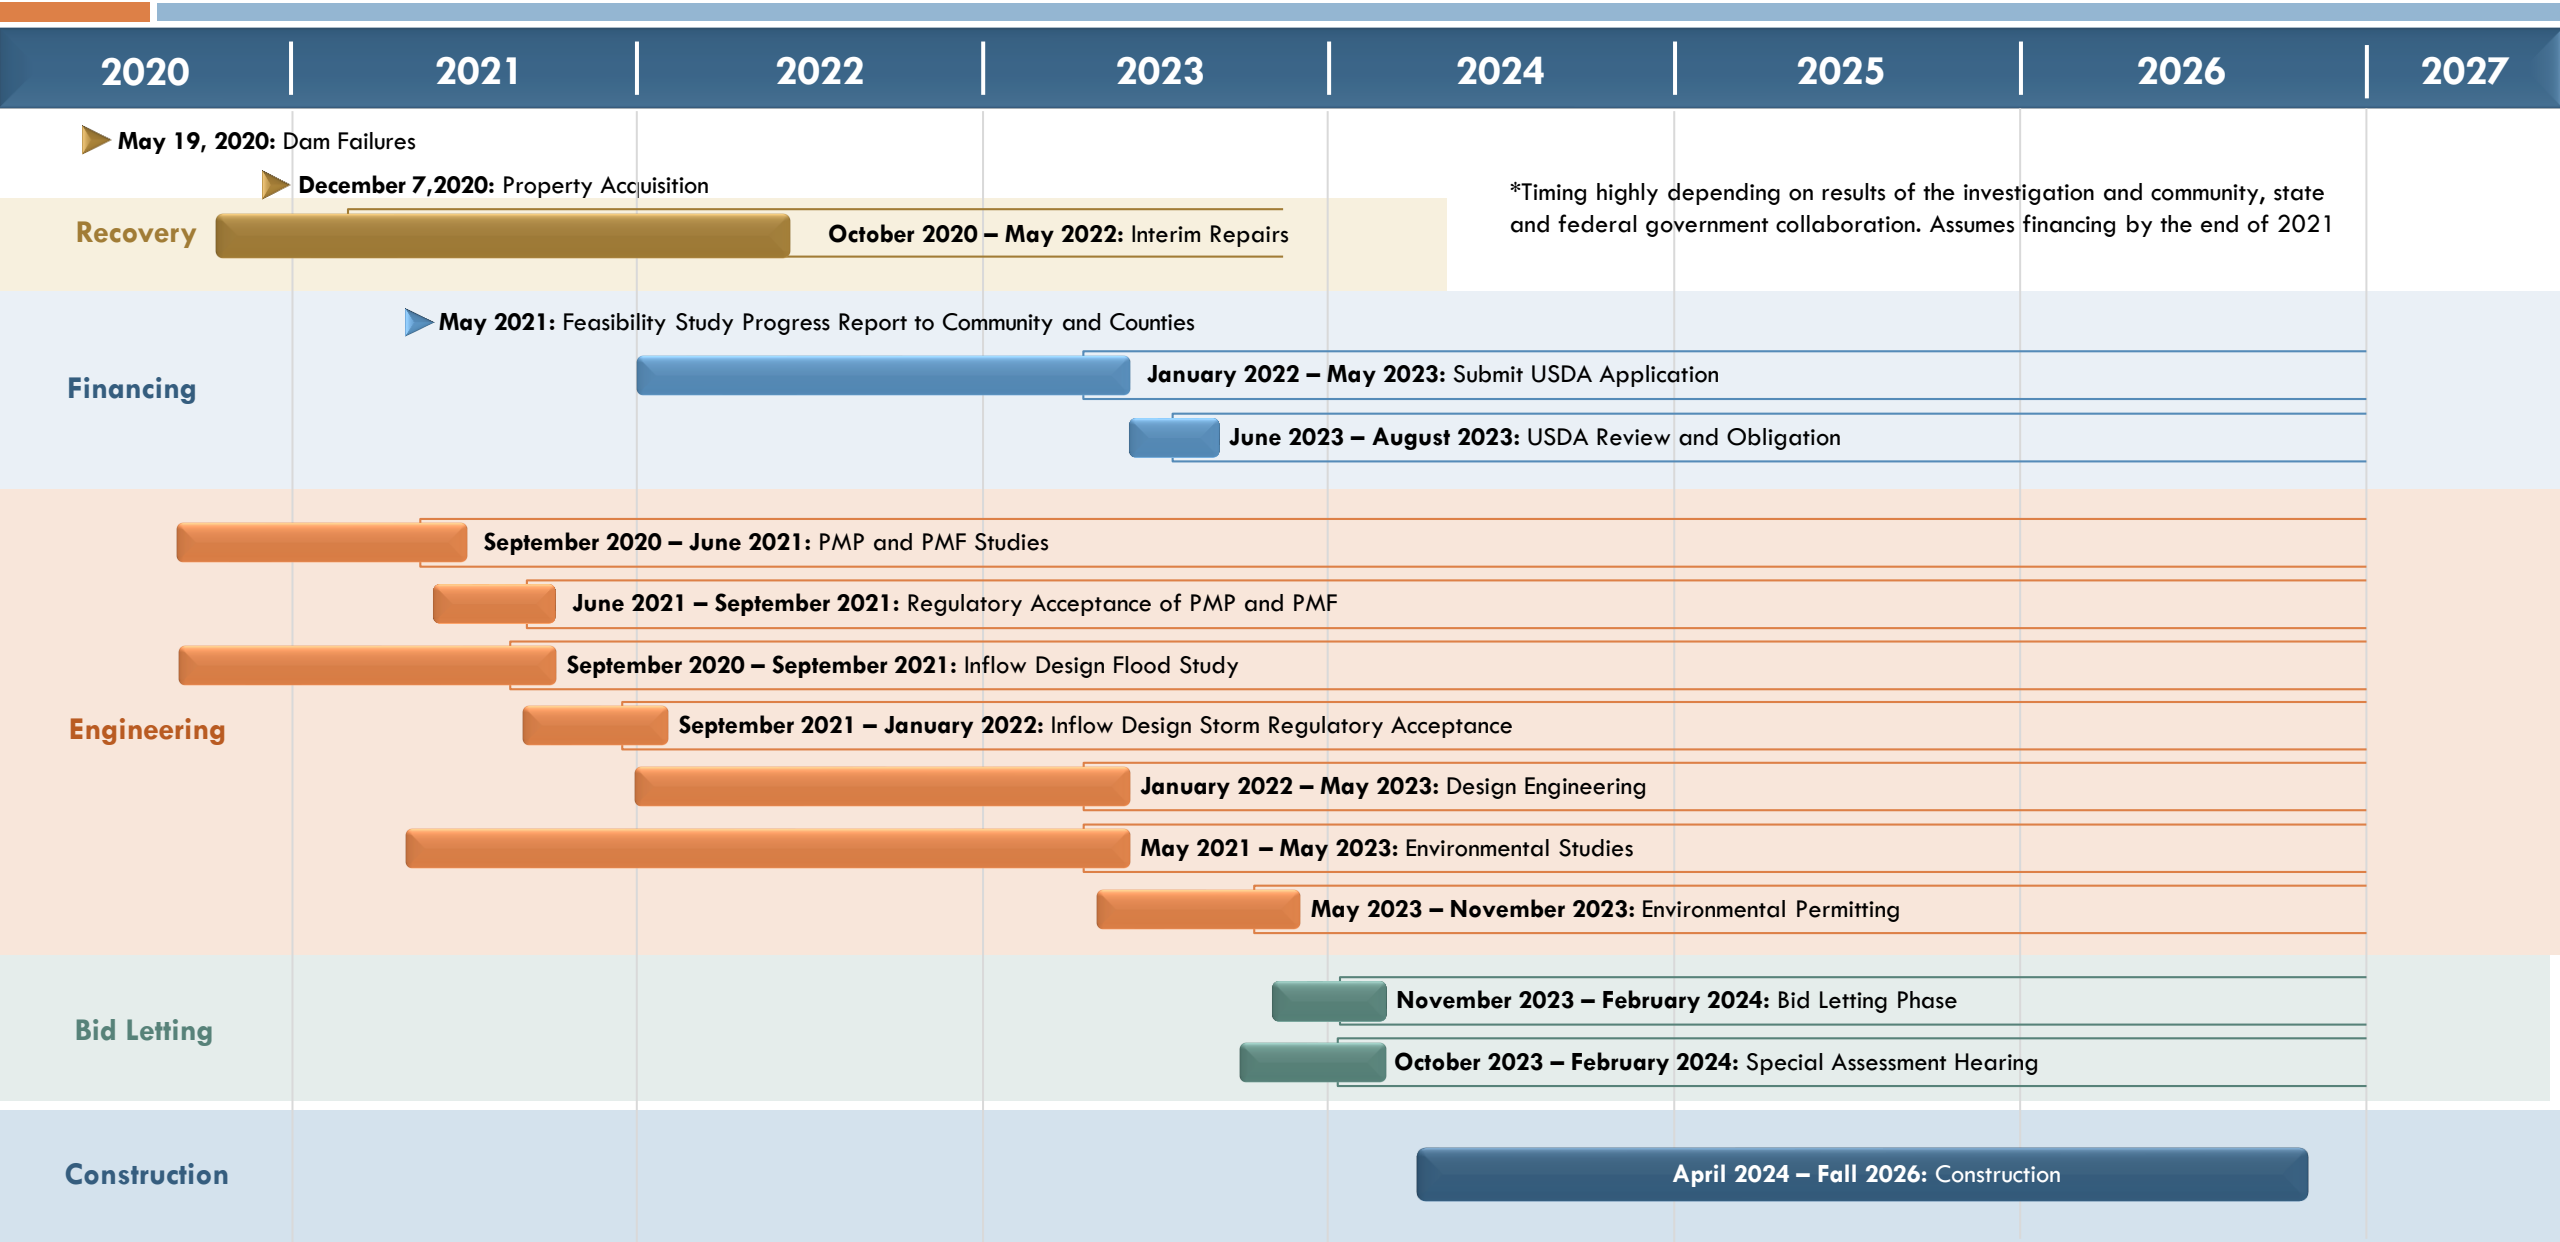 2020 2021 2022 2023 2024 2025 2026 2027
May 19, 2020: Dam Failures
December 7,2020: Property Acquisition
*Timing highly depending on results of the investigation and community, state
and federal government collaboration. Assumes financing by the end of 2021
Recovery
October 2020 – May 2022: Interim Repairs
May 2021: Feasibility Study Progress Report to Community and Counties
Financing
January 2022 – May 2023: Submit USDA Application
June 2023 – August 2023: USDA Review and Obligation
September 2020 – June 2021: PMP and PMF Studies
June 2021 – September 2021: Regulatory Acceptance of PMP and PMF
September 2020 – September 2021: Inflow Design Flood Study
Engineering
September 2021 – January 2022: Inflow Design Storm Regulatory Acceptance
January 2022 – May 2023: Design Engineering
May 2021 – May 2023: Environmental Studies
May 2023 – November 2023: Environmental Permitting
November 2023 – February 2024: Bid Letting Phase
Bid Letting
October 2023 – February 2024: Special Assessment Hearing
Construction
April 2024 – Fall 2026: Construction